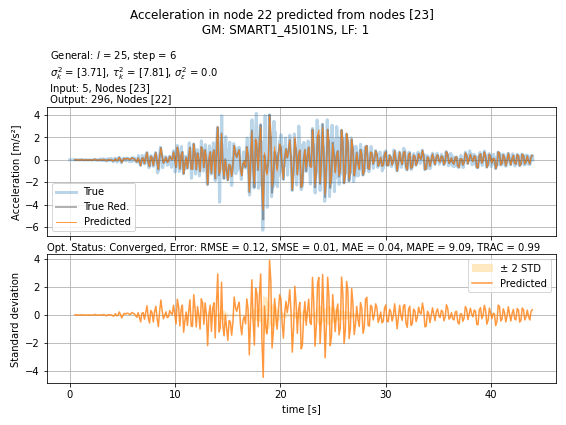 Acceleration in node 22 predicted from nodes [23]
GM: SMART1_45I01NS, LF: 1
General: l = 25, step = 6
σ²ₖ = [3.71], τ²ₖ = [7.81], σ²ε = 0.0
Input: 5, Nodes [23]
Output: 296, Nodes [22]
Acceleration [m/s²]
4
2
0
−2
−4
−6
True
True Red.
Predicted
Opt. Status: Converged, Error: RMSE = 0.12, SMSE = 0.01, MAE = 0.04, MAPE = 9.09, TRAC = 0.99
Standard deviation
4
2
0
−2
−4
± 2 STD
Predicted
0 10 20 30 40
time [s]